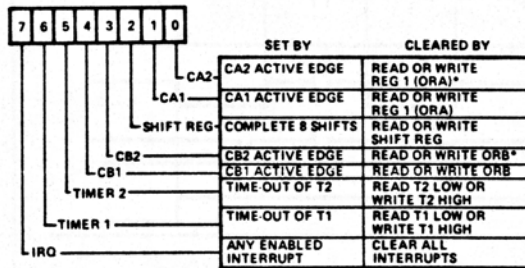 7 6 5 4 3 2 1 0
SET BY CLEARED BY
CA2 CA2 ACTIVE EDGE READ OR WRITE
REG 1 (ORA)*
CA1 CA1 ACTIVE EDGE READ OR WRITE
REG 1 (ORA)
SHIFT REG COMPLETE 8 SHIFTS READ OR WRITE
SHIFT REG
CB2 CB2 ACTIVE EDGE READ OR WRITE ORB*
CB1 CB1 ACTIVE EDGE READ OR WRITE ORB
TIMER 2 TIME-OUT OF T2 READ T2 LOW OR
WRITE T2 HIGH
TIMER 1 TIME-OUT OF T1 READ T1 LOW OR
WRITE T1 HIGH
IRQ ANY ENABLED CLEAR ALL
INTERRUPT INTERRUPTS